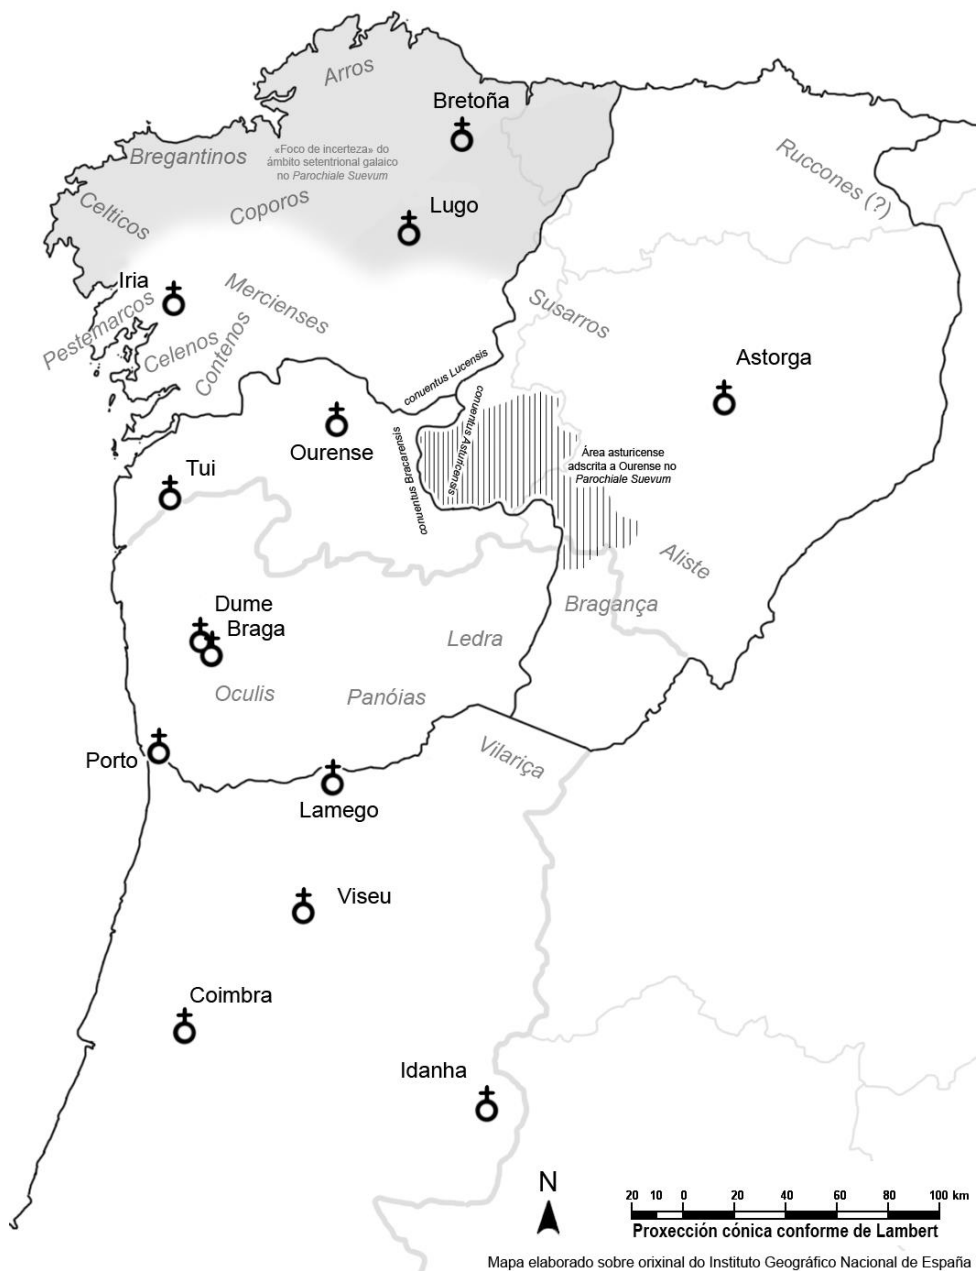 Arros
Bretoña
Bregantinos
«Foco de incerteza» do
ámbito setentrional galaico
no Parochiale Suevum
Ruccones (?)
Celticos
Coporos
Lugo
Iria
Mercienses
Pestemarcos
Celenos
Contenos
Susarros
Astorga
conuentus Lucensis
conuentus Asturicensis
conuentus Bracarensis
Ourense
Área asturicense
adscrita a Ourense no
Parochiale Suevum
Tui
Aliste
Bragança
Dume
Braga
Ledra
Oculis
Panóias
Vilariça
Porto
Lamego
Viseu
Coimbra
Idanha
N
20 10 0 20 40 60 80 100 km
Proxección cónica conforme de Lambert
Mapa elaborado sobre orixinal do Instituto Geográfico Nacional de España